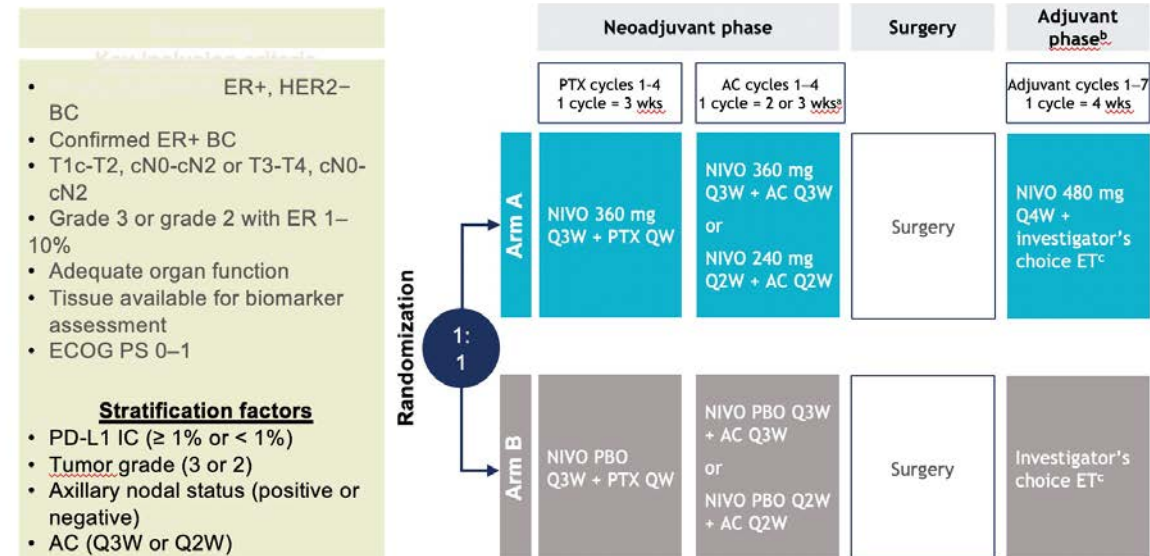 Key inclusion criteria
• ER+, HER2−
BC
• Confirmed ER+ BC
• T1c-T2, cN0-cN2 or T3-T4, cN0-
cN2
• Grade 3 or grade 2 with ER 1–
10%
• Adequate organ function
• Tissue available for biomarker
assessment
• ECOG PS 0–1
Stratification factors
• PD-L1 IC (≥ 1% or < 1%)
• Tumor grade (3 or 2)
• Axillary nodal status (positive or
negative)
• AC (Q3W or Q2W)
Randomization
1:
1
Neoadjuvant phase
Surgery
Adjuvant
phaseᵇ
PTX cycles 1-4
1 cycle = 3 wks
AC cycles 1–4
1 cycle = 2 or 3 wksᵃ
Adjuvant cycles 1–7
1 cycle = 4 wks
Arm A
NIVO 360 mg
Q3W + PTX QW
NIVO 360 mg
Q3W + AC Q3W
or
NIVO 240 mg
Q2W + AC Q2W
Surgery
NIVO 480 mg
Q4W +
investigator's
choice ETᶜ
Arm B
NIVO PBO
Q3W + PTX QW
NIVO PBO Q3W
+ AC Q3W
or
NIVO PBO Q2W
+ AC Q2W
Surgery
Investigator's
choice ETᶜ